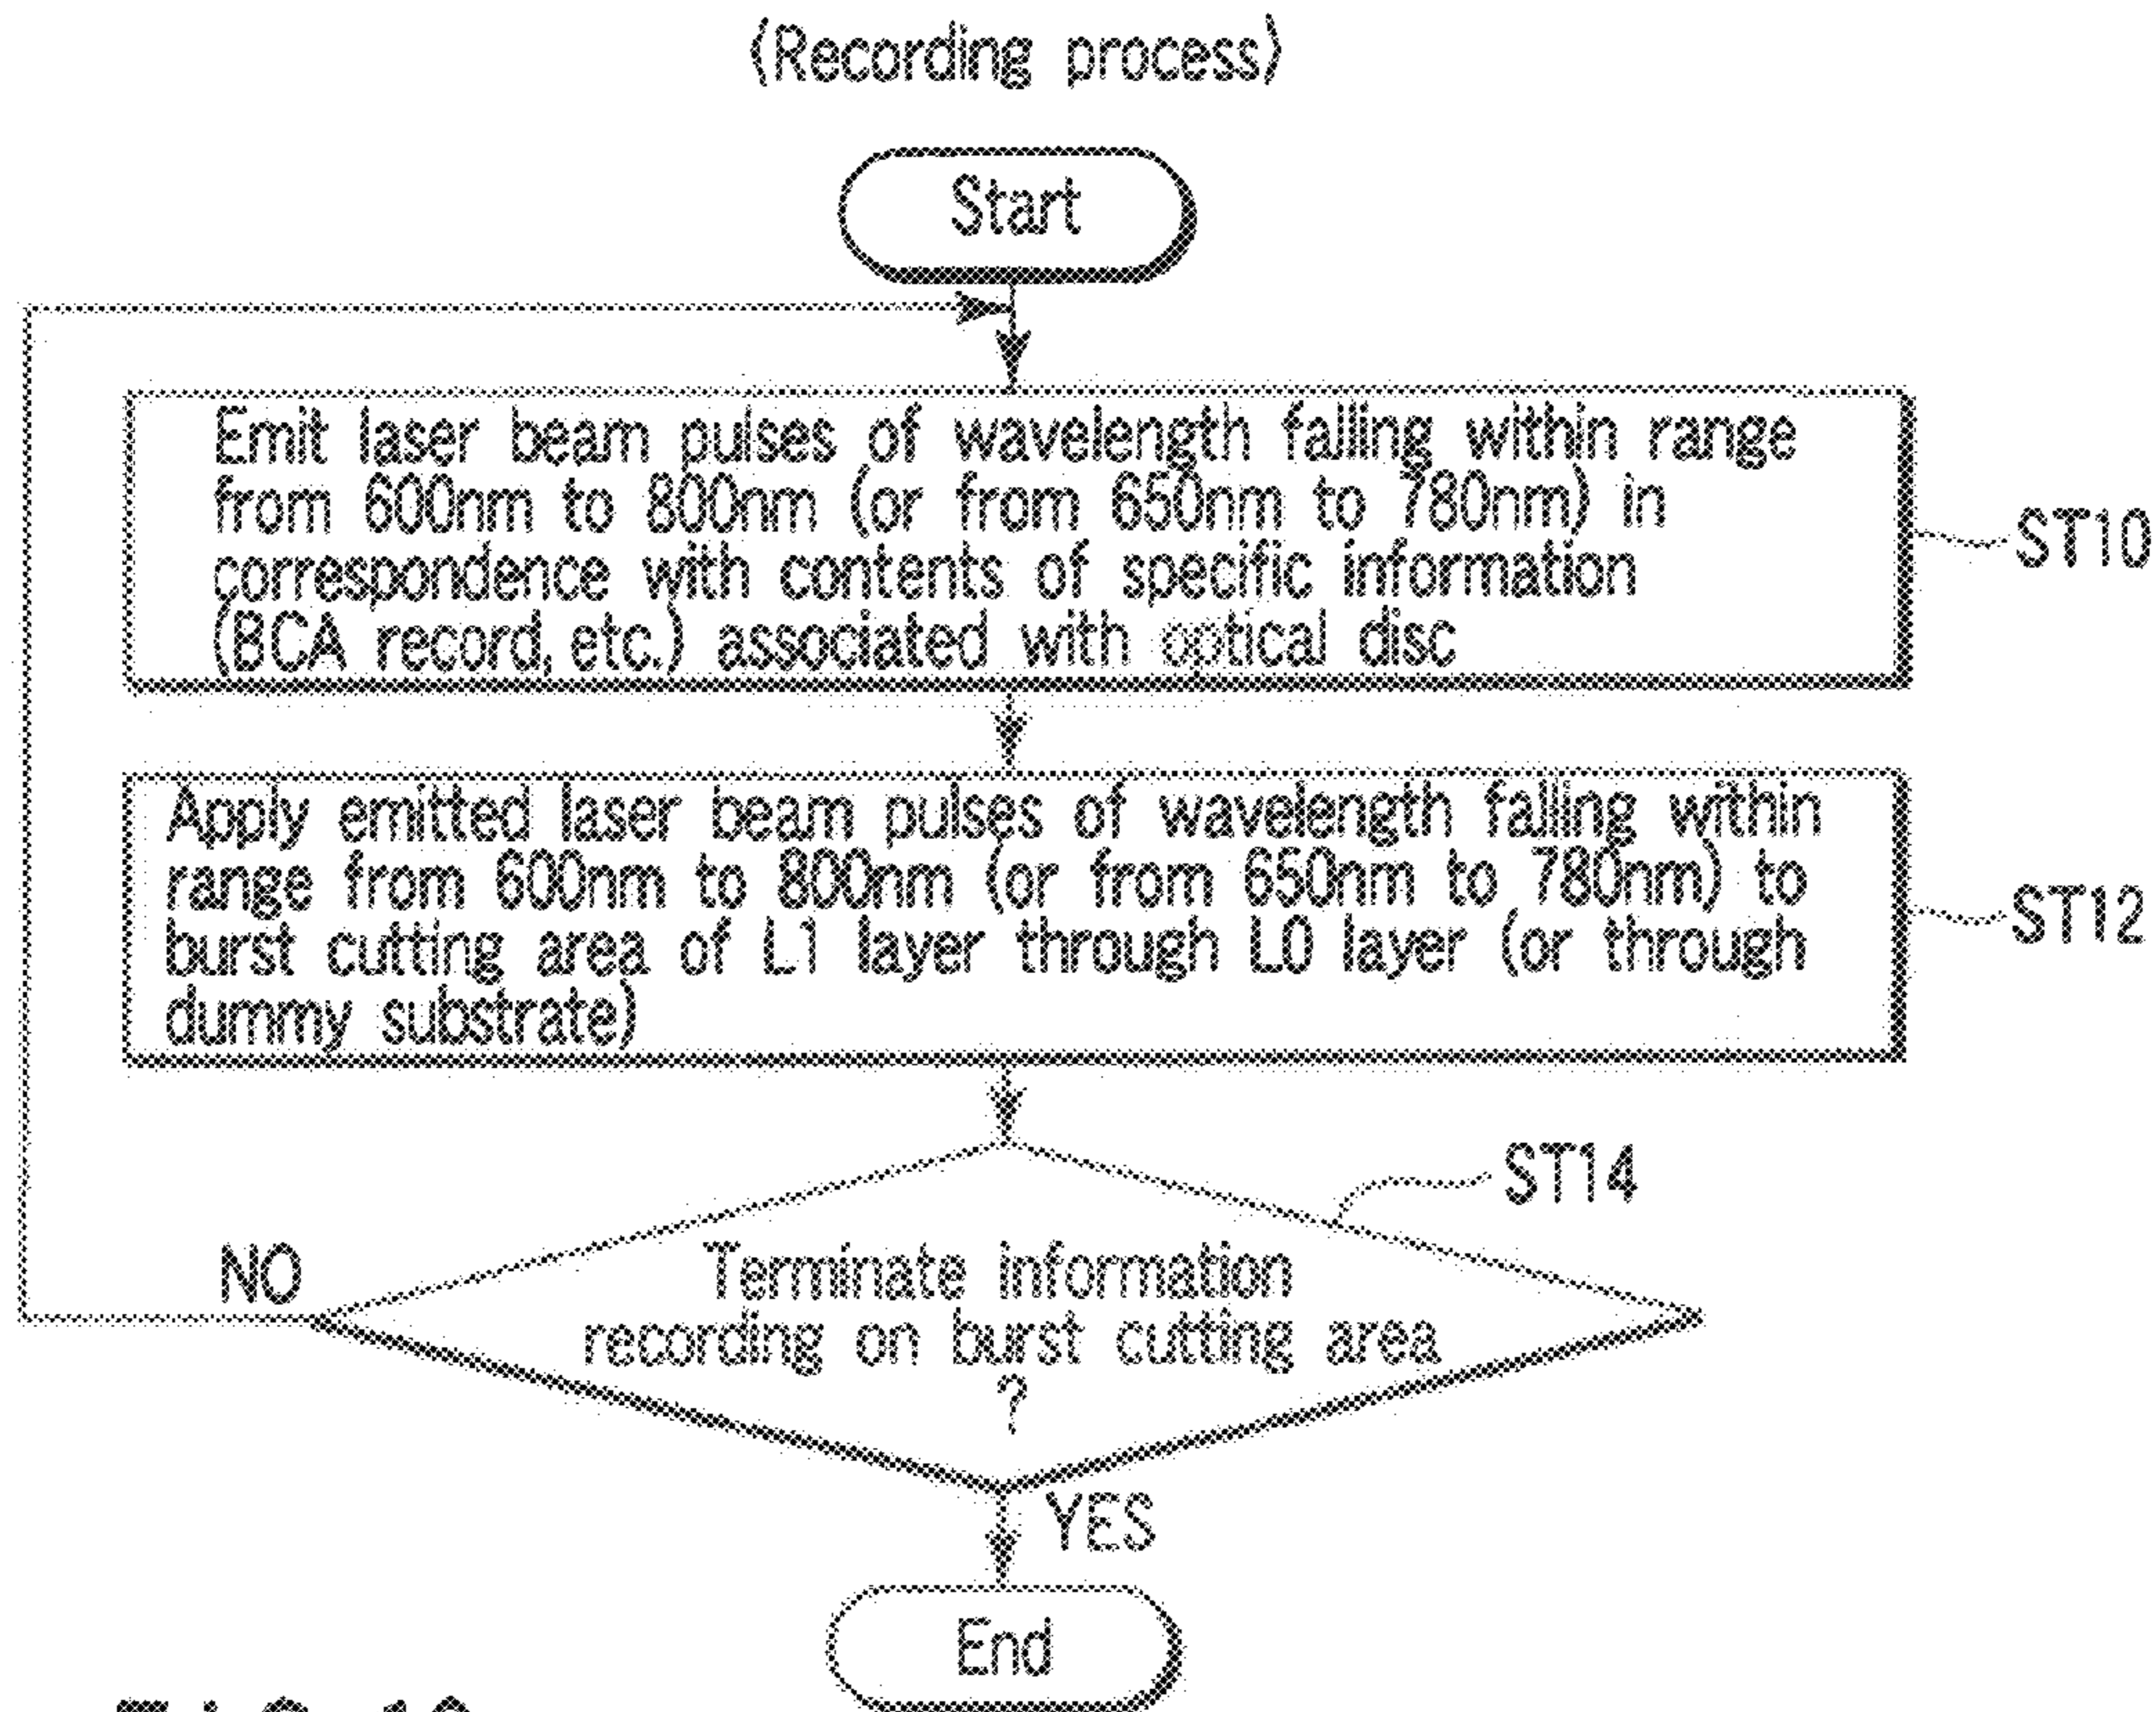 (Recording process)
Start
Emit laser beam pulses of wavelength falling within range
from 600nm to 800nm (or from 650nm to 780nm) in
correspondence with contents of specific information
(BCA record, etc.) associated with optical disc
ST10
Apply emitted laser beam pulses of wavelength falling within
range from 600nm to 800nm (or from 650nm to 780nm) to
burst cutting area of L1 layer through L0 layer (or through
dummy substrate)
ST12
ST14
NO
Terminate information
recording on burst cutting area
?
YES
End